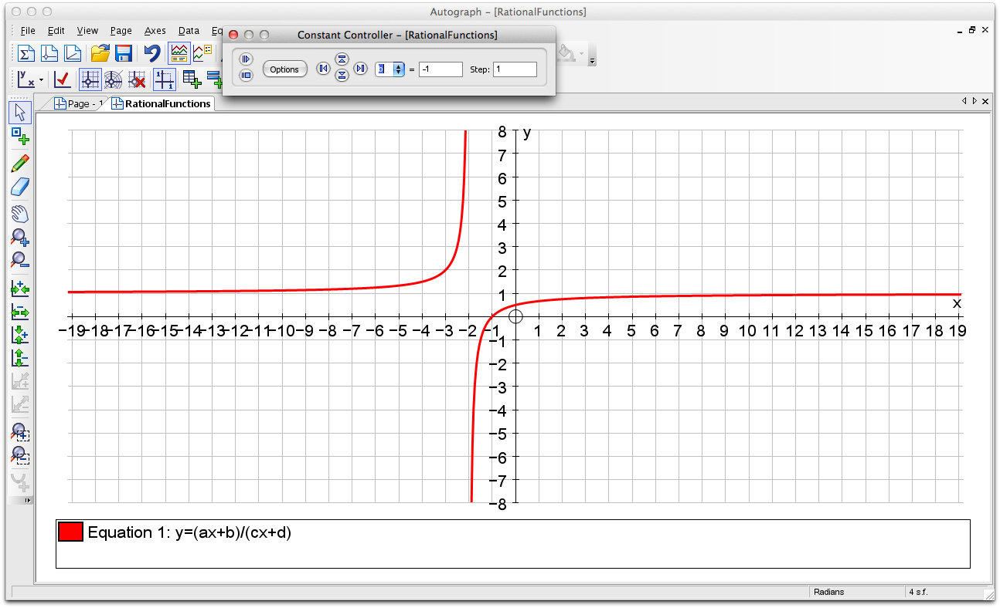 Autograph – [RationalFunctions]
File Edit View Page Axes Data Eq
Constant Controller – [RationalFunctions]
Options = -1 Step: 1
Page - 1 RationalFunctions
y
8
7
6
5
4
3
2
1
x
−19 −18 −17 −16 −15 −14 −13 −12 −11 −10 −9 −8 −7 −6 −5 −4 −3 −2 −1 1 2 3 4 5 6 7 8 9 10 11 12 13 14 15 16 17 18 19
−1
−2
−3
−4
−5
−6
−7
−8
Equation 1: y=(ax+b)/(cx+d)
Radians 4 s.f.